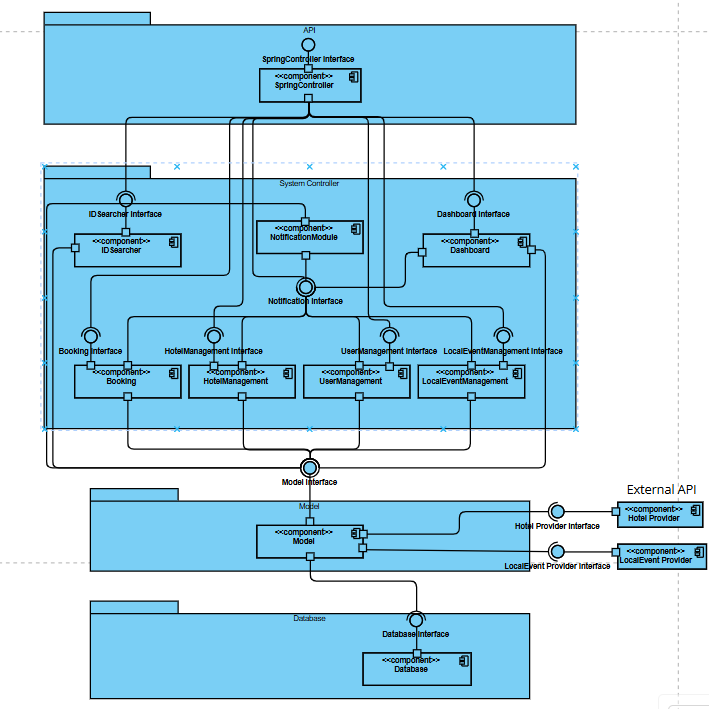 API
SpringController Interface
<<component>>
SpringController
System Controller
IDSearcher Interface
Dashboard Interface
<<component>>
IDSearcher
<<component>>
NotificationModule
<<component>>
Dashboard
Notification Interface
Booking Interface
HotelManagement Interface
UserManagement Interface
LocalEventManagement Interface
<<component>>
Booking
<<component>>
HotelManagement
<<component>>
UserManagement
<<component>>
LocalEventManagement
Model Interface
External API
Model
Hotel Provider Interface
<<component>>
Hotel Provider
<<component>>
Model
LocalEvent Provider Interface
<<component>>
LocalEvent Provider
Database
Database Interface
<<component>>
Database